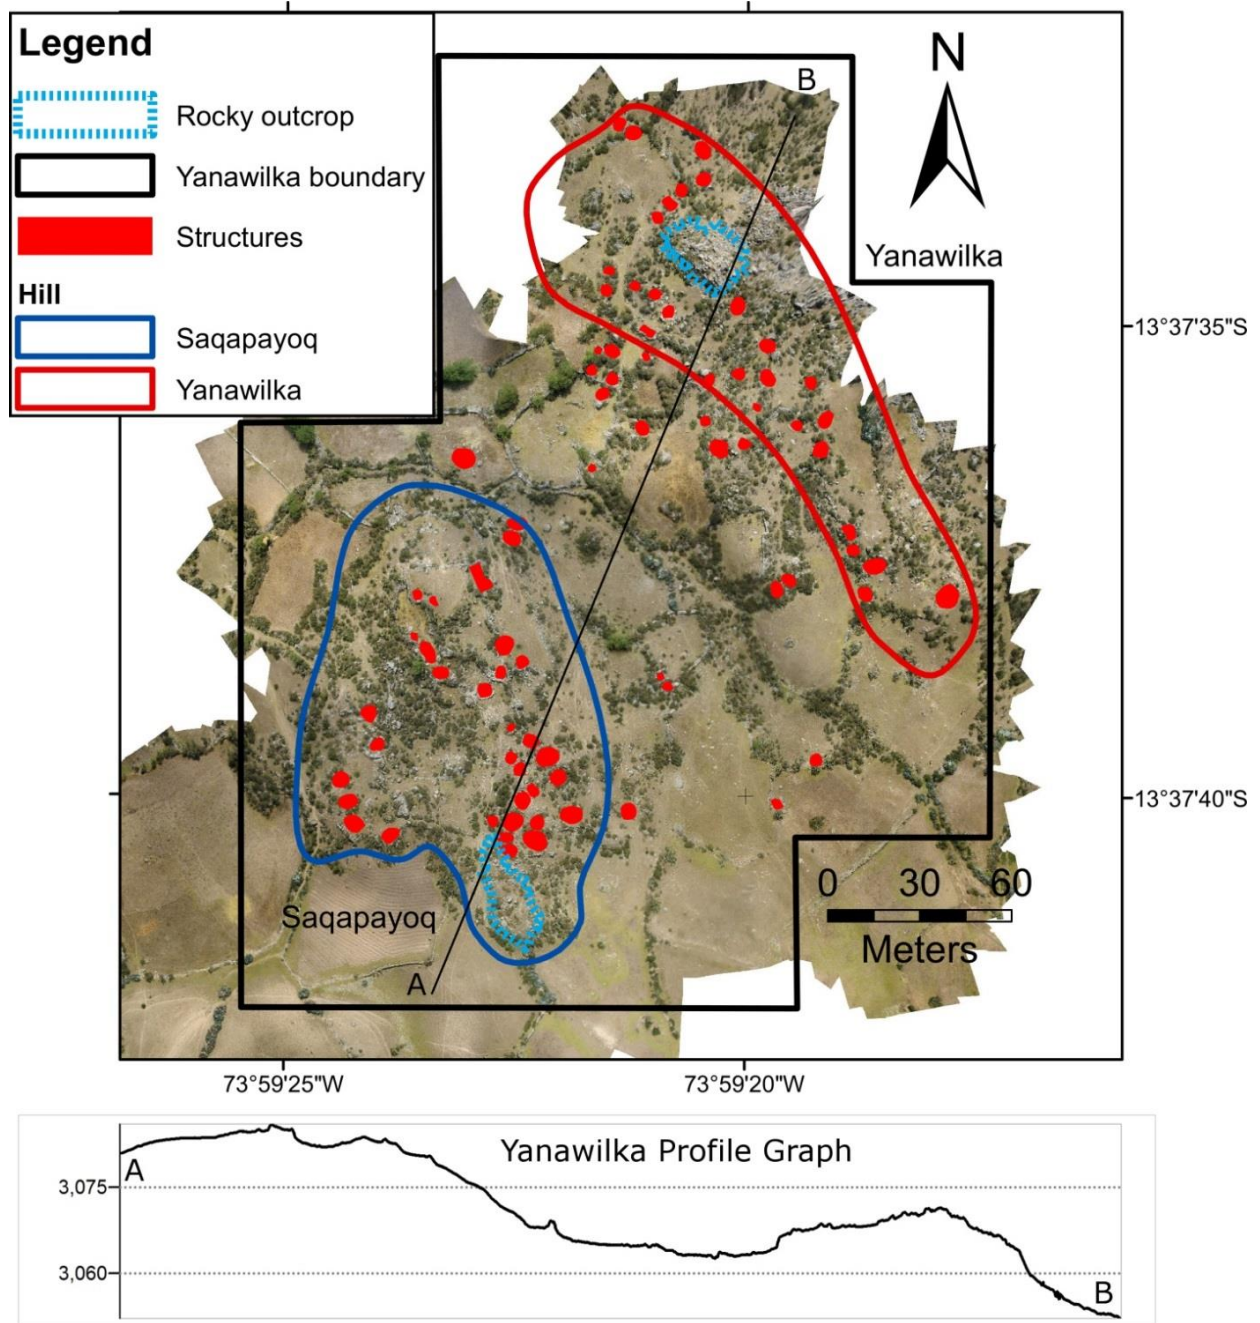 Legend
Rocky outcrop
Yanawilka boundary
Structures
Hill
Saqapayoq
Yanawilka
B
N
Yanawilka
13°37'35"S
13°37'40"S
0 30 60
Meters
Saqapayoq
A
73°59'25"W 73°59'20"W
Yanawilka Profile Graph
A
3,075
3,060
B